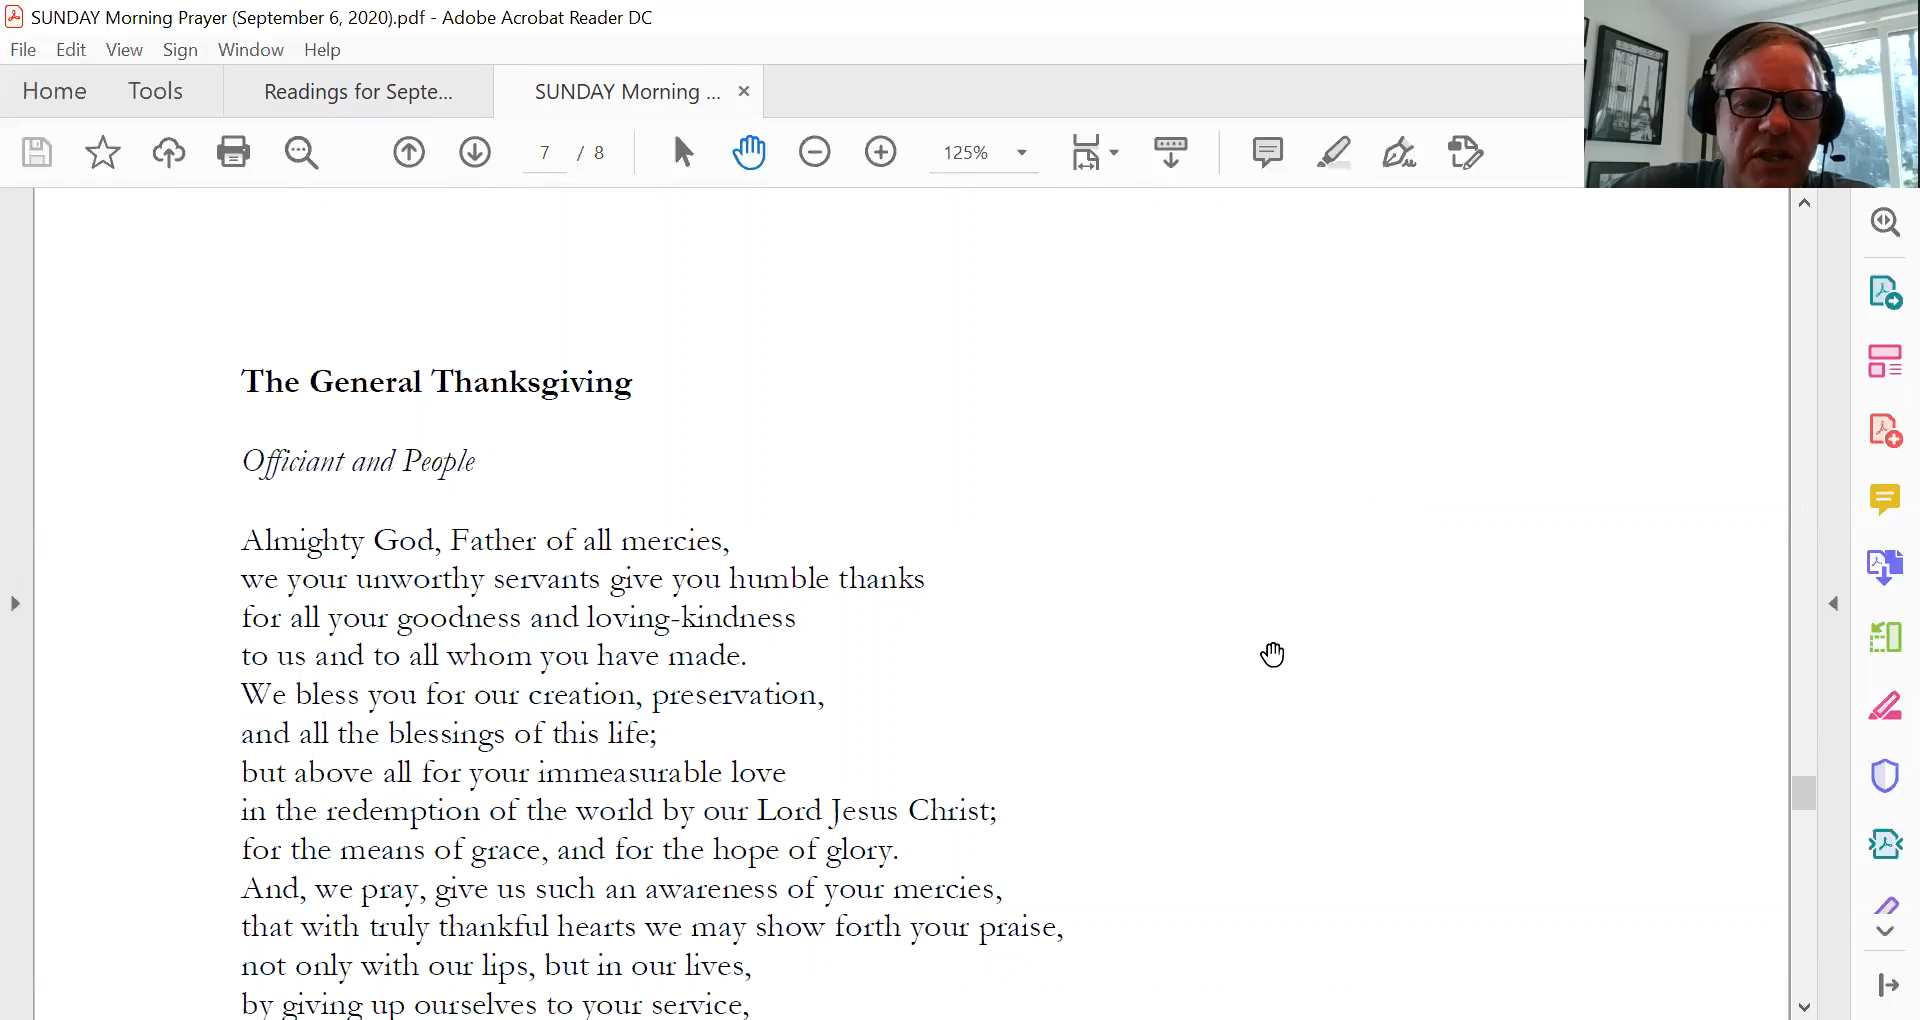 SUNDAY Morning Prayer (September 6, 2020).pdf - Adobe Acrobat Reader DC
File Edit View Sign Window Help
Home Tools Readings for Septe... SUNDAY Morning ... ×
7 / 8 125%
The General Thanksgiving
Officiant and People
Almighty God, Father of all mercies,
we your unworthy servants give you humble thanks
for all your goodness and loving-kindness
to us and to all whom you have made.
We bless you for our creation, preservation,
and all the blessings of this life;
but above all for your immeasurable love
in the redemption of the world by our Lord Jesus Christ;
for the means of grace, and for the hope of glory.
And, we pray, give us such an awareness of your mercies,
that with truly thankful hearts we may show forth your praise,
not only with our lips, but in our lives,
by giving up ourselves to your service,